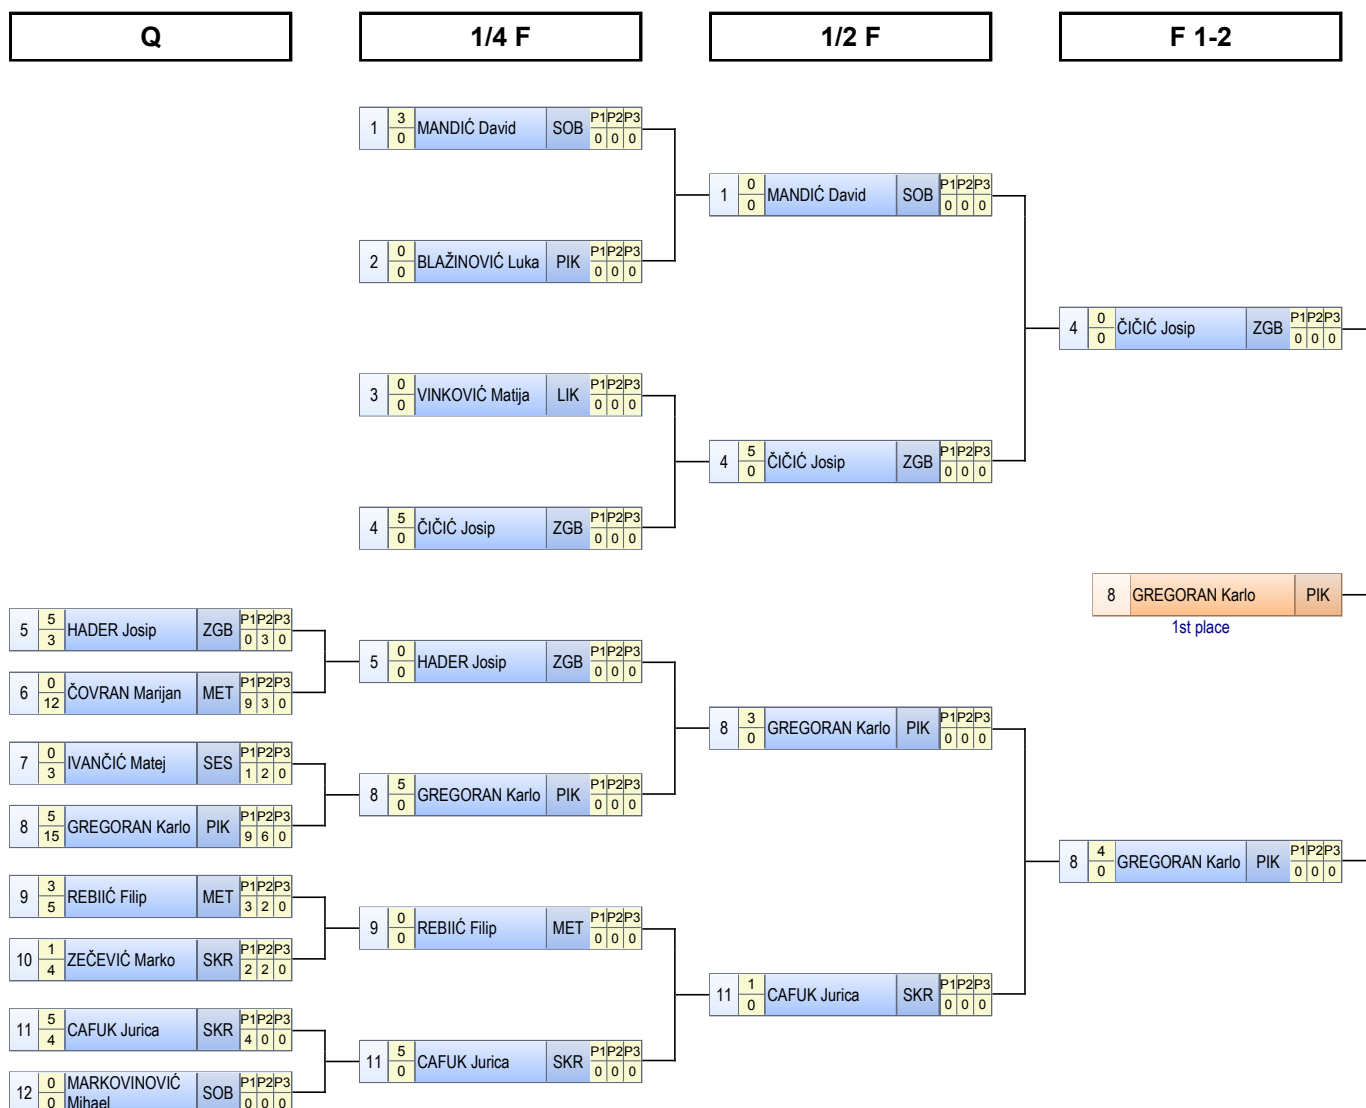 Q
1/4 F
1/2 F
F 1-2
1 3 0 MANDIĆ David SOB P1 P2 P3 0 0 0
2 0 0 BLAŽINOVIĆ Luka PIK P1 P2 P3 0 0 0
3 0 0 VINKOVIĆ Matija LIK P1 P2 P3 0 0 0
4 5 0 ČIČIĆ Josip ZGB P1 P2 P3 0 0 0
1 0 0 MANDIĆ David SOB P1 P2 P3 0 0 0
4 5 0 ČIČIĆ Josip ZGB P1 P2 P3 0 0 0
4 0 0 ČIČIĆ Josip ZGB P1 P2 P3 0 0 0
8 GREGORAN Karlo PIK
1st place
5 5 3 HADER Josip ZGB P1 P2 P3 0 3 0
6 0 12 ČOVRAN Marijan MET P1 P2 P3 9 3 0
7 0 3 IVANČIĆ Matej SES P1 P2 P3 1 2 0
8 5 15 GREGORAN Karlo PIK P1 P2 P3 9 6 0
9 3 5 REBIIĆ Filip MET P1 P2 P3 3 2 0
10 1 4 ZEČEVIĆ Marko SKR P1 P2 P3 2 2 0
11 5 4 CAFUK Jurica SKR P1 P2 P3 4 0 0
12 0 0 MARKOVINOVIĆ Mihael SOB P1 P2 P3 0 0 0
5 0 0 HADER Josip ZGB P1 P2 P3 0 0 0
8 5 0 GREGORAN Karlo PIK P1 P2 P3 0 0 0
9 0 0 REBIIĆ Filip MET P1 P2 P3 0 0 0
11 5 0 CAFUK Jurica SKR P1 P2 P3 0 0 0
8 3 0 GREGORAN Karlo PIK P1 P2 P3 0 0 0
11 1 0 CAFUK Jurica SKR P1 P2 P3 0 0 0
8 4 0 GREGORAN Karlo PIK P1 P2 P3 0 0 0